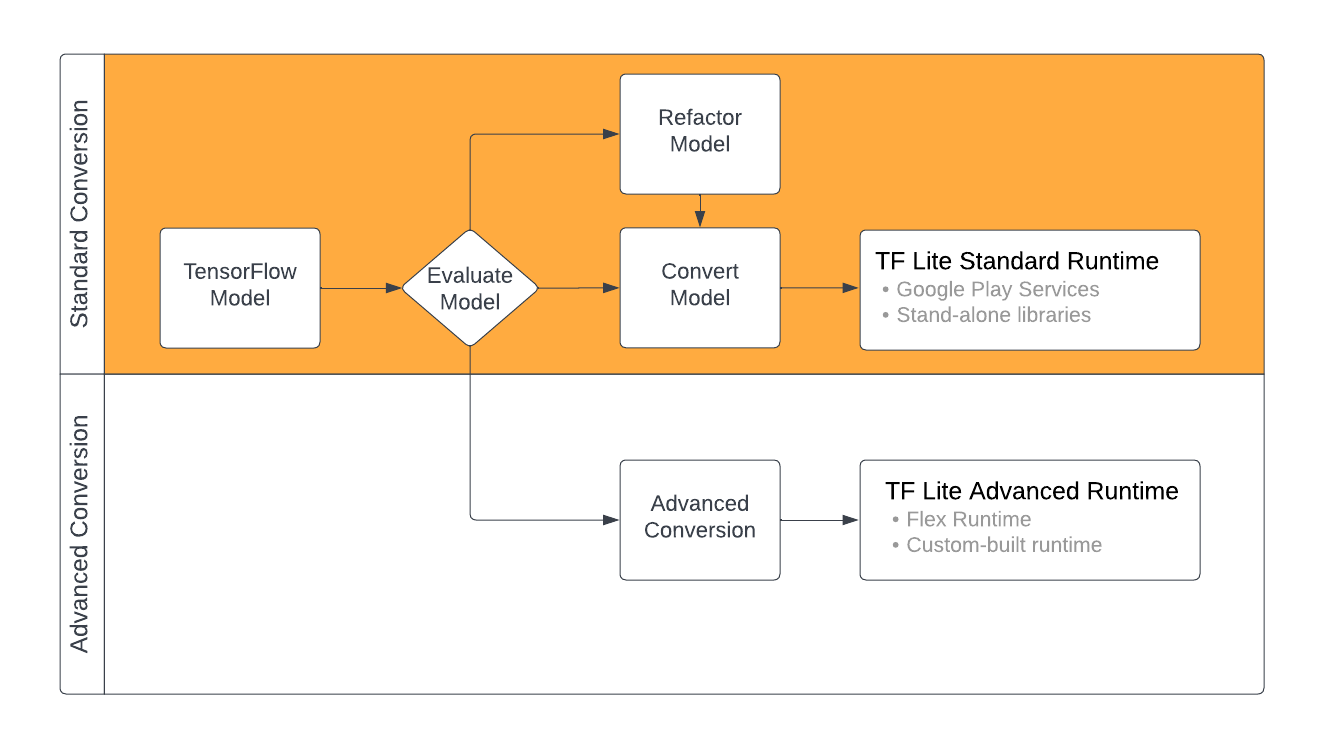 Standard Conversion
Refactor
Model
TensorFlow
Model
Evaluate
Model
Convert
Model
TF Lite Standard Runtime
• Google Play Services
• Stand-alone libraries
Advanced Conversion
Advanced
Conversion
TF Lite Advanced Runtime
• Flex Runtime
• Custom-built runtime